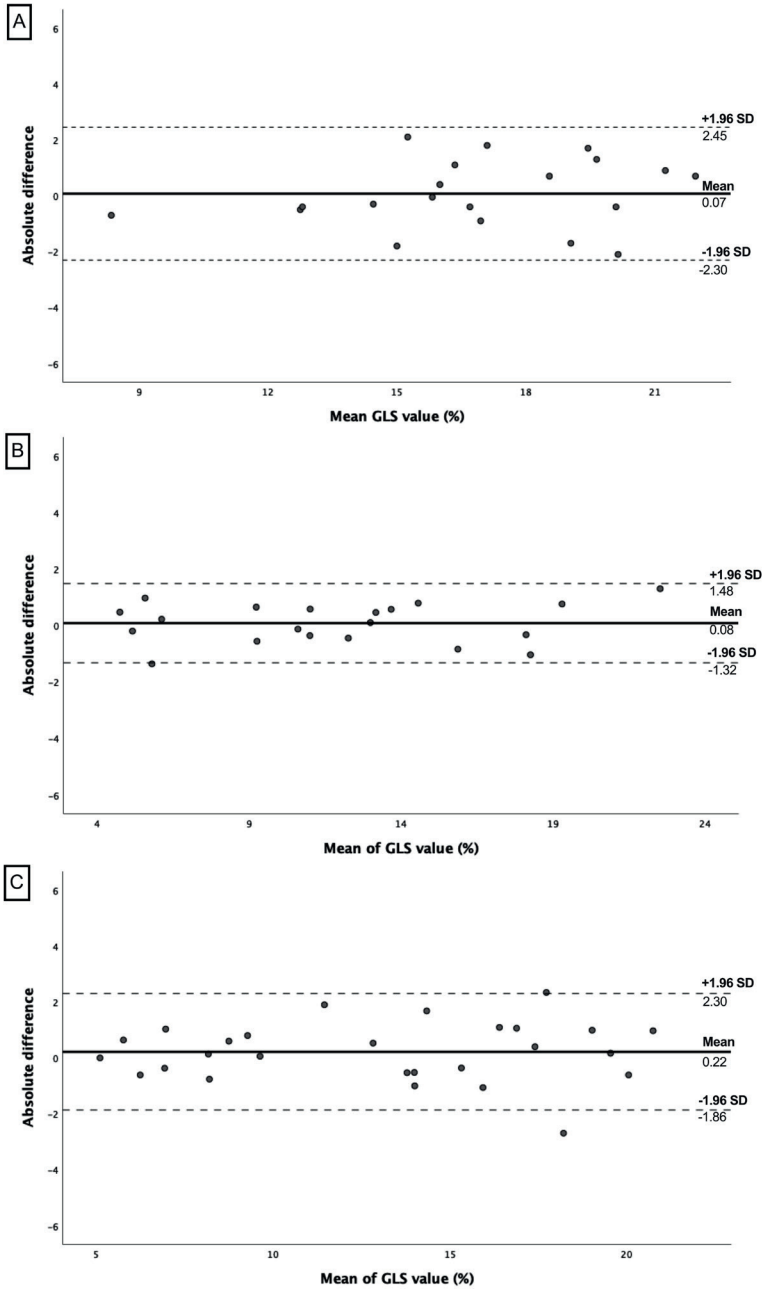 A
6
4
2
0
−2
−4
−6
Absolute difference
+1.96 SD
2.45
Mean
0.07
-1.96 SD
-2.30
9 12 15 18 21
Mean GLS value (%)
B
6
4
2
0
−2
−4
−6
Absolute difference
+1.96 SD
1.48
Mean
0.08
-1.96 SD
-1.32
4 9 14 19 24
Mean of GLS value (%)
C
6
4
2
0
−2
−4
−6
Absolute difference
+1.96 SD
2.30
Mean
0.22
-1.96 SD
-1.86
5 10 15 20
Mean of GLS value (%)